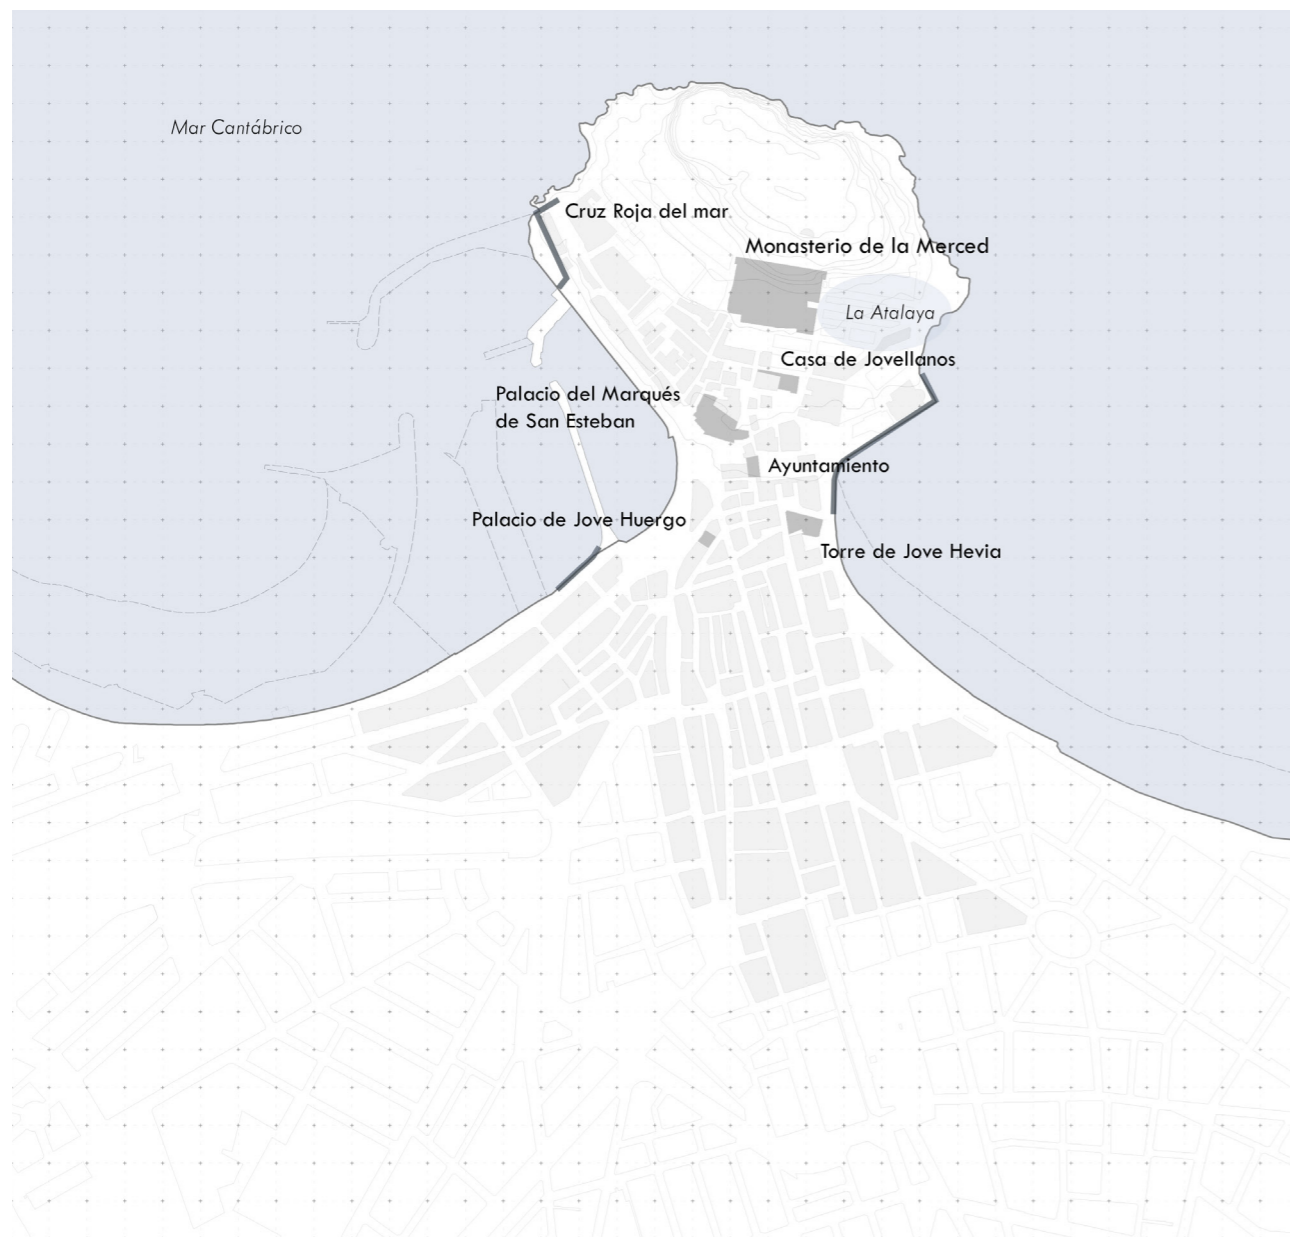 Mar Cantábrico
Cruz Roja del mar
Monasterio de la Merced
La Atalaya
Casa de Jovellanos
Palacio del Marqués
de San Esteban
Ayuntamiento
Palacio de Jove Huergo
Torre de Jove Hevia